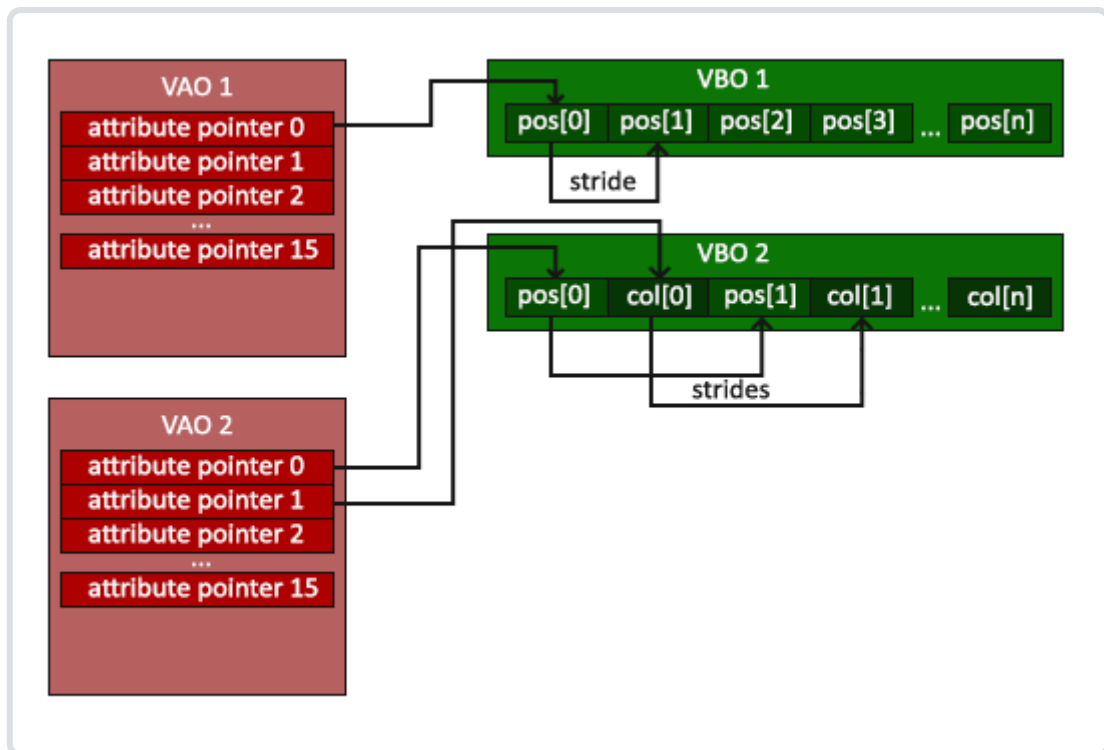 VAO 1
attribute pointer 0
attribute pointer 1
attribute pointer 2
...
attribute pointer 15
VBO 1
pos[0] pos[1] pos[2] pos[3] ... pos[n]
stride
VBO 2
pos[0] col[0] pos[1] col[1] ... col[n]
strides
VAO 2
attribute pointer 0
attribute pointer 1
attribute pointer 2
...
attribute pointer 15